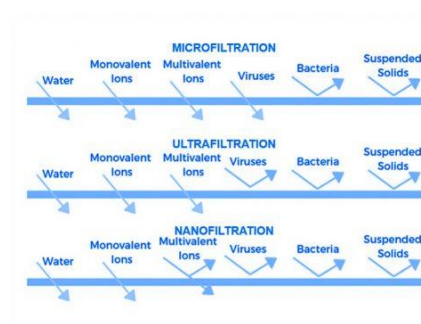 MICROFILTRATION
Water
Monovalent
Ions
Multivalent
Ions
Viruses
Bacteria
Suspended
Solids
ULTRAFILTRATION
Water
Monovalent
Ions
Multivalent
Ions
Viruses
Bacteria
Suspended
Solids
NANOFILTRATION
Water
Monovalent
Ions
Multivalent
Ions
Viruses
Bacteria
Suspended
Solids